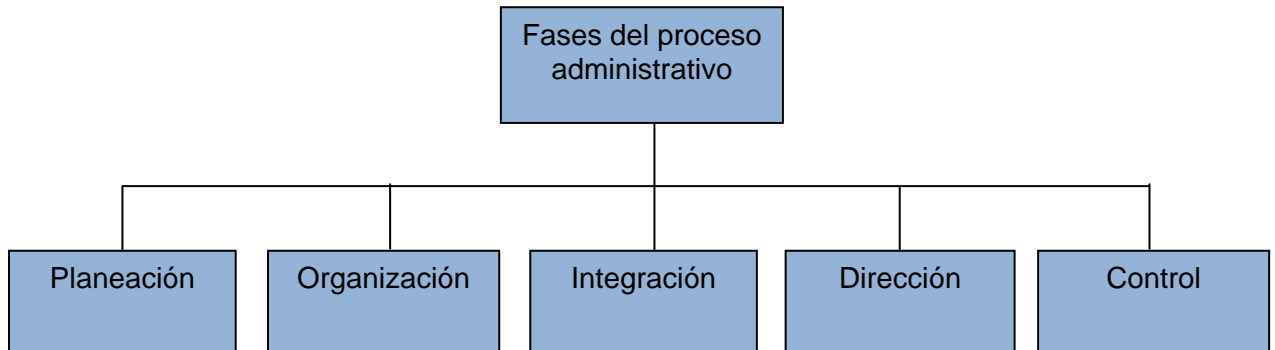 Fases del proceso
administrativo
Planeación
Organización
Integración
Dirección
Control